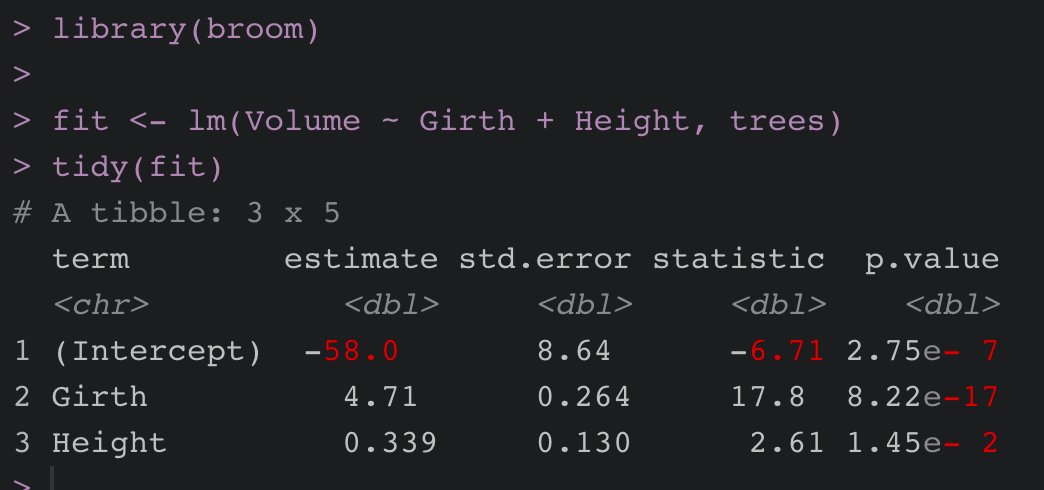 > library(broom)
>
> fit <- lm(Volume ~ Girth + Height, trees)
> tidy(fit)
# A tibble: 3 x 5
  term        estimate std.error statistic  p.value
  <chr>          <dbl>     <dbl>     <dbl>    <dbl>
1 (Intercept)  -58.0       8.64      -6.71 2.75e- 7
2 Girth          4.71      0.264     17.8  8.22e-17
3 Height         0.339     0.130      2.61 1.45e- 2
>